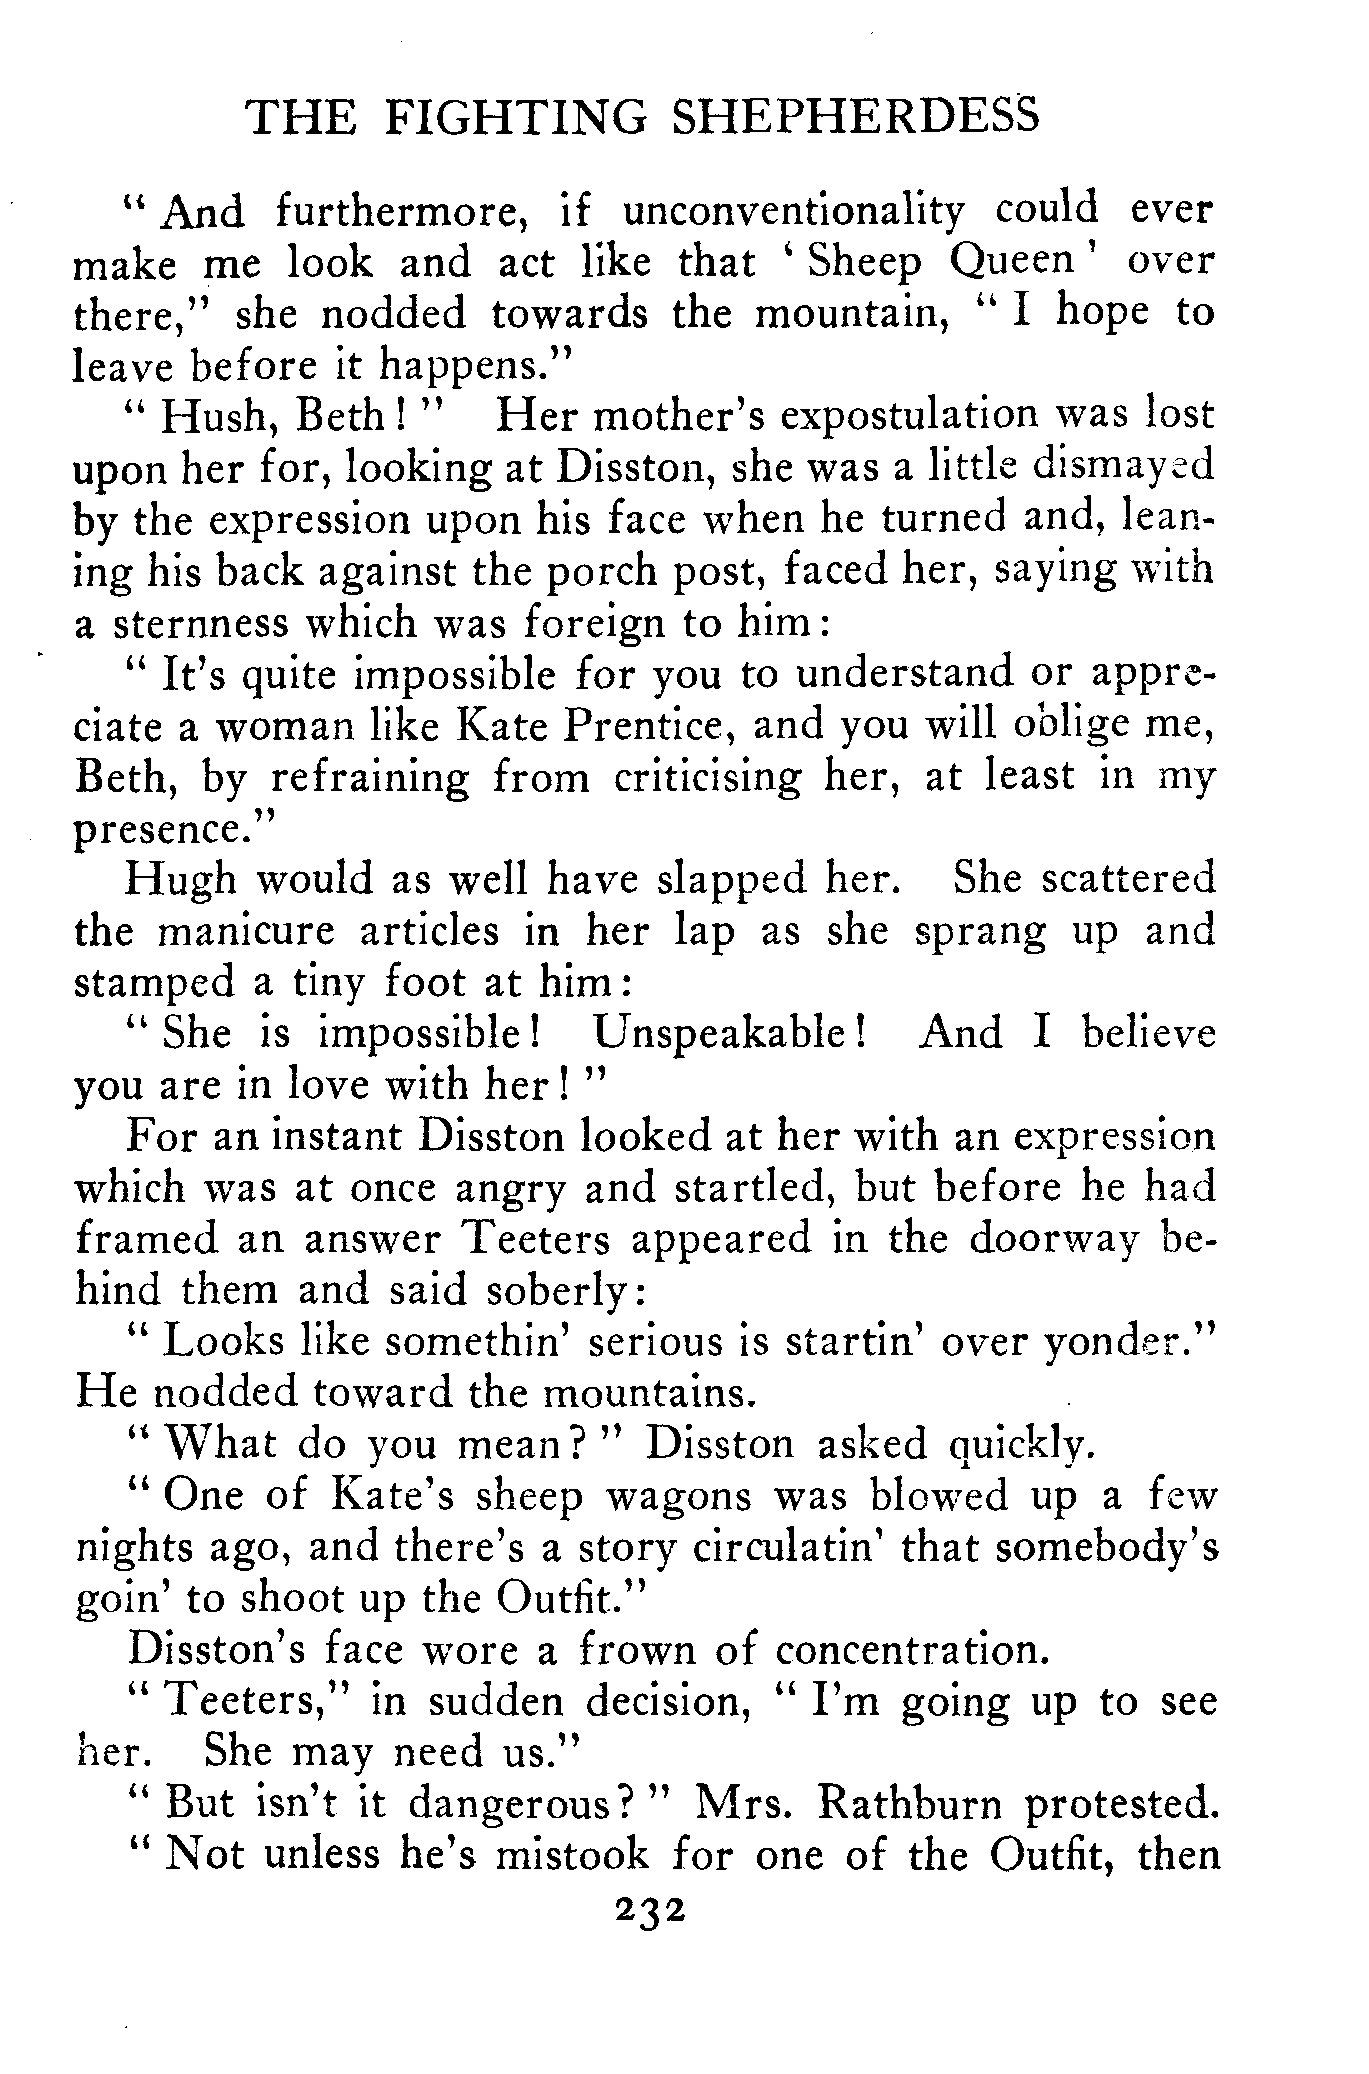 THE FIGHTING SHEPHERDESS
“ And furthermore, if unconventionality could ever
make me look and act like that ‘ Sheep Queen ’ over
there,” she nodded towards the mountain, “ I hope to
leave before it happens.”
“ Hush, Beth ! ” Her mother’s expostulation was lost
upon her for, looking at Disston, she was a little dismayed
by the expression upon his face when he turned and, lean-
ing his back against the porch post, faced her, saying with
a sternness which was foreign to him :
“ It’s quite impossible for you to understand or appre-
ciate a woman like Kate Prentice, and you will oblige me,
Beth, by refraining from criticising her, at least in my
presence.”
Hugh would as well have slapped her. She scattered
the manicure articles in her lap as she sprang up and
stamped a tiny foot at him :
“ She is impossible ! Unspeakable ! And I believe
you are in love with her ! ”
For an instant Disston looked at her with an expression
which was at once angry and startled, but before he had
framed an answer Teeters appeared in the doorway be-
hind them and said soberly :
“ Looks like somethin’ serious is startin’ over yonder.”
He nodded toward the mountains.
“ What do you mean ? ” Disston asked quickly.
“ One of Kate’s sheep wagons was blowed up a few
nights ago, and there’s a story circulatin’ that somebody’s
goin’ to shoot up the Outfit.”
Disston’s face wore a frown of concentration.
“ Teeters,” in sudden decision, “ I’m going up to see
her. She may need us.”
“ But isn’t it dangerous ? ” Mrs. Rathburn protested.
“ Not unless he’s mistook for one of the Outfit, then
232